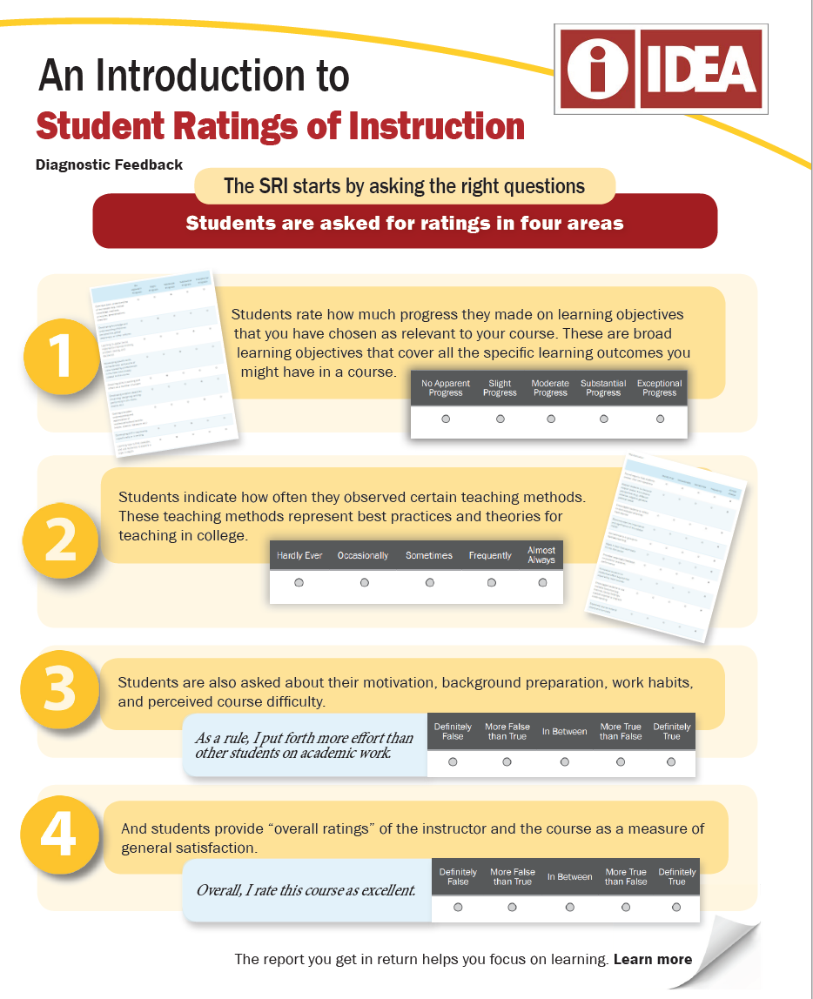 An Introduction to
Student Ratings of Instruction
i IDEA
Diagnostic Feedback
The SRI starts by asking the right questions
Students are asked for ratings in four areas
1
Students rate how much progress they made on learning objectives
that you have chosen as relevant to your course. These are broad
learning objectives that cover all the specific learning outcomes you
might have in a course.
No Apparent Progress Slight Progress Moderate Progress Substantial Progress Exceptional Progress
2
Students indicate how often they observed certain teaching methods.
These teaching methods represent best practices and theories for
teaching in college.
Hardly Ever Occasionally Sometimes Frequently Almost Always
3
Students are also asked about their motivation, background preparation, work habits,
and perceived course difficulty.
As a rule, I put forth more effort than
other students on academic work.
Definitely False More False than True In Between More True than False Definitely True
4
And students provide “overall ratings” of the instructor and the course as a measure of
general satisfaction.
Overall, I rate this course as excellent.
Definitely False More False than True In Between More True than False Definitely True
The report you get in return helps you focus on learning. Learn more